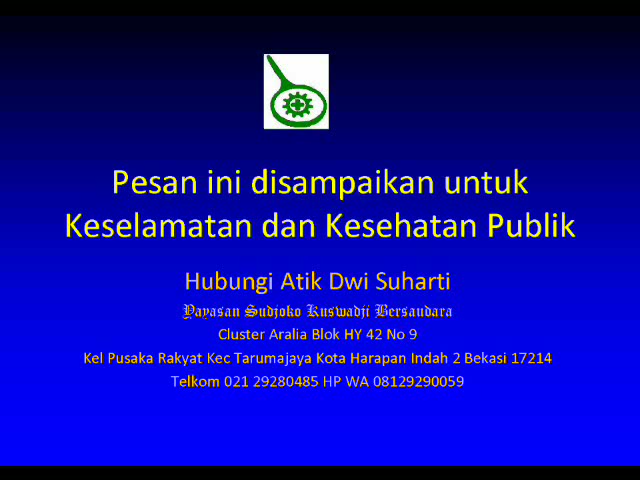 Pesan ini disampaikan untuk
Keselamatan dan Kesehatan Publik
Hubungi Atik Dwi Suharti
Yayasan Sudjoko Kuswadji Bersaudara
Cluster Aralia Blok HY 42 No 9
Kel Pusaka Rakyat Kec Tarumajaya Kota Harapan Indah 2 Bekasi 17214
Telkom 021 29280485 HP WA 08129290059